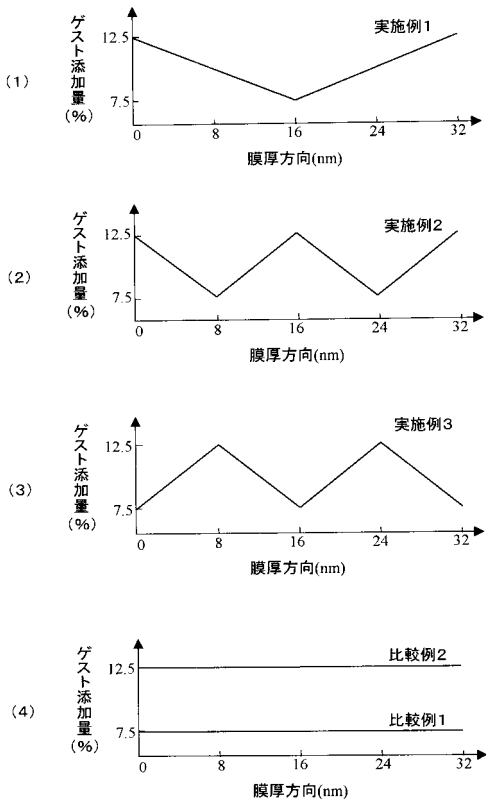 (1)
ゲスト添加量(%)
実施例1
12.5
7.5
0 8 16 24 32
膜厚方向(nm)
(2)
ゲスト添加量(%)
実施例2
12.5
7.5
0 8 16 24 32
膜厚方向(nm)
(3)
ゲスト添加量(%)
実施例3
12.5
7.5
0 8 16 24 32
膜厚方向(nm)
(4)
ゲスト添加量(%)
比較例2
12.5
比較例1
7.5
0 8 16 24 32
膜厚方向(nm)